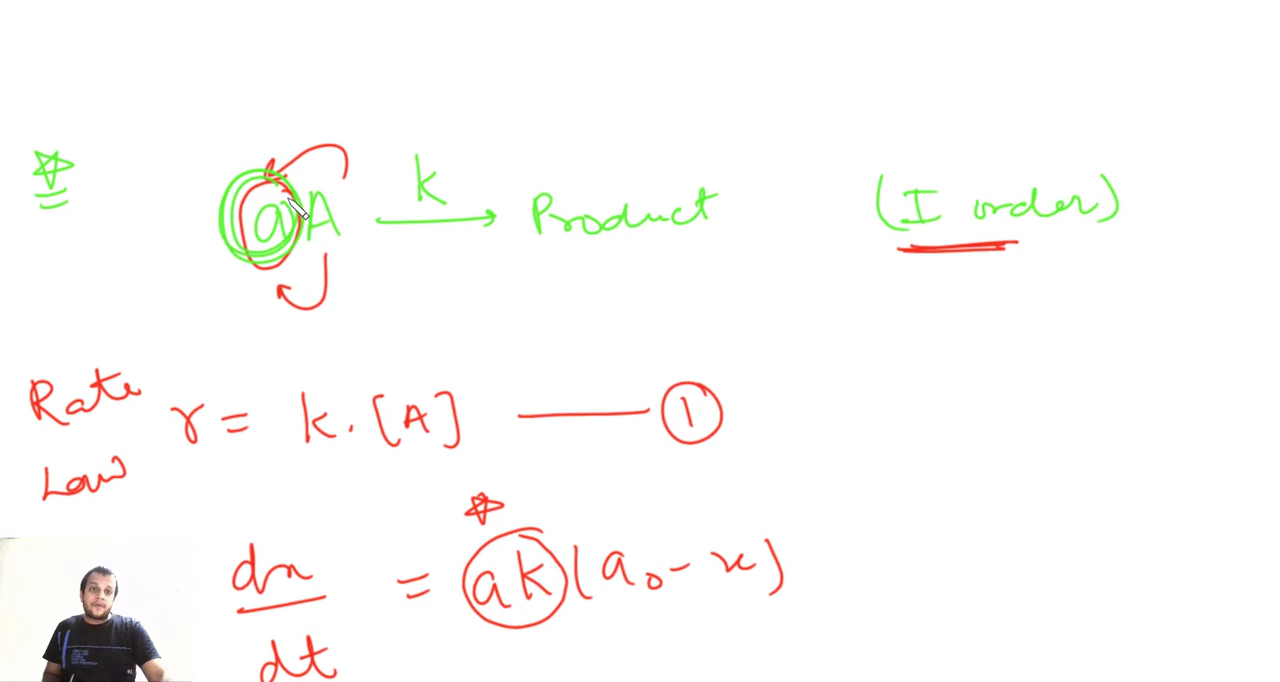 aA k→ Product (I order)
Rate r = k.[A] —— ①
Law
dx/dt = ak(a₀-x)